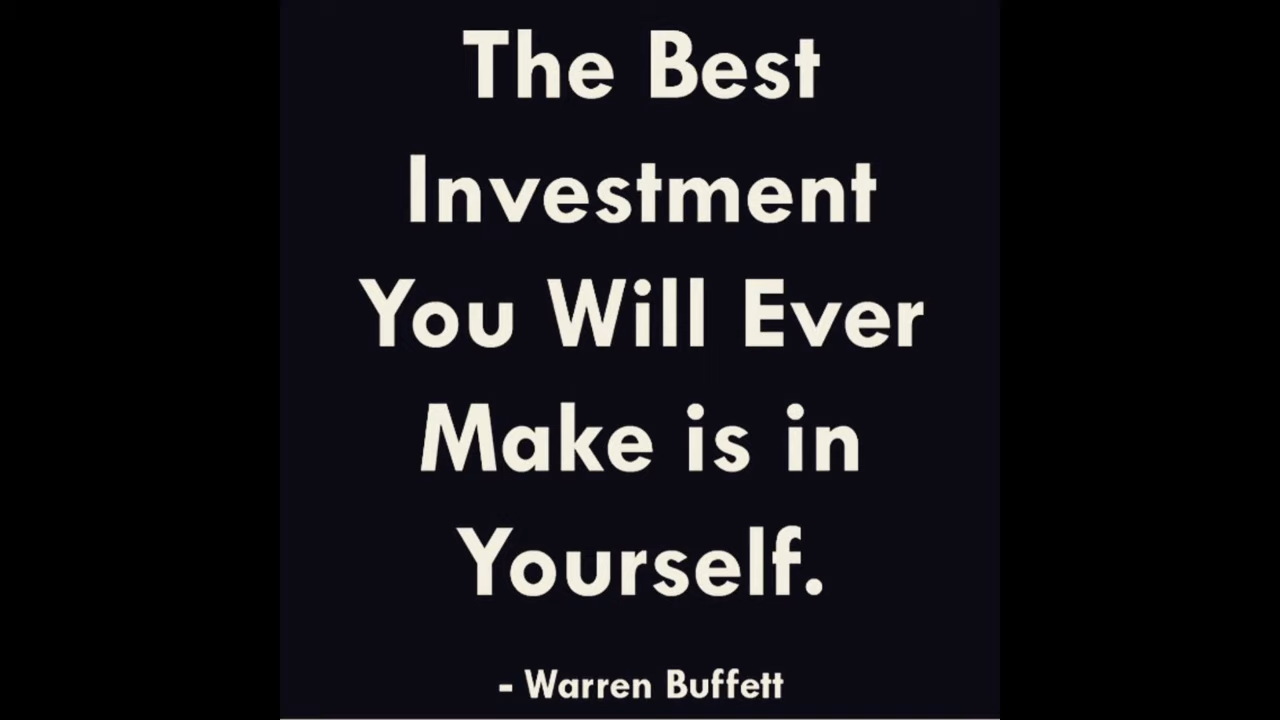 The Best
Investment
You Will Ever
Make is in
Yourself.
- Warren Buffett